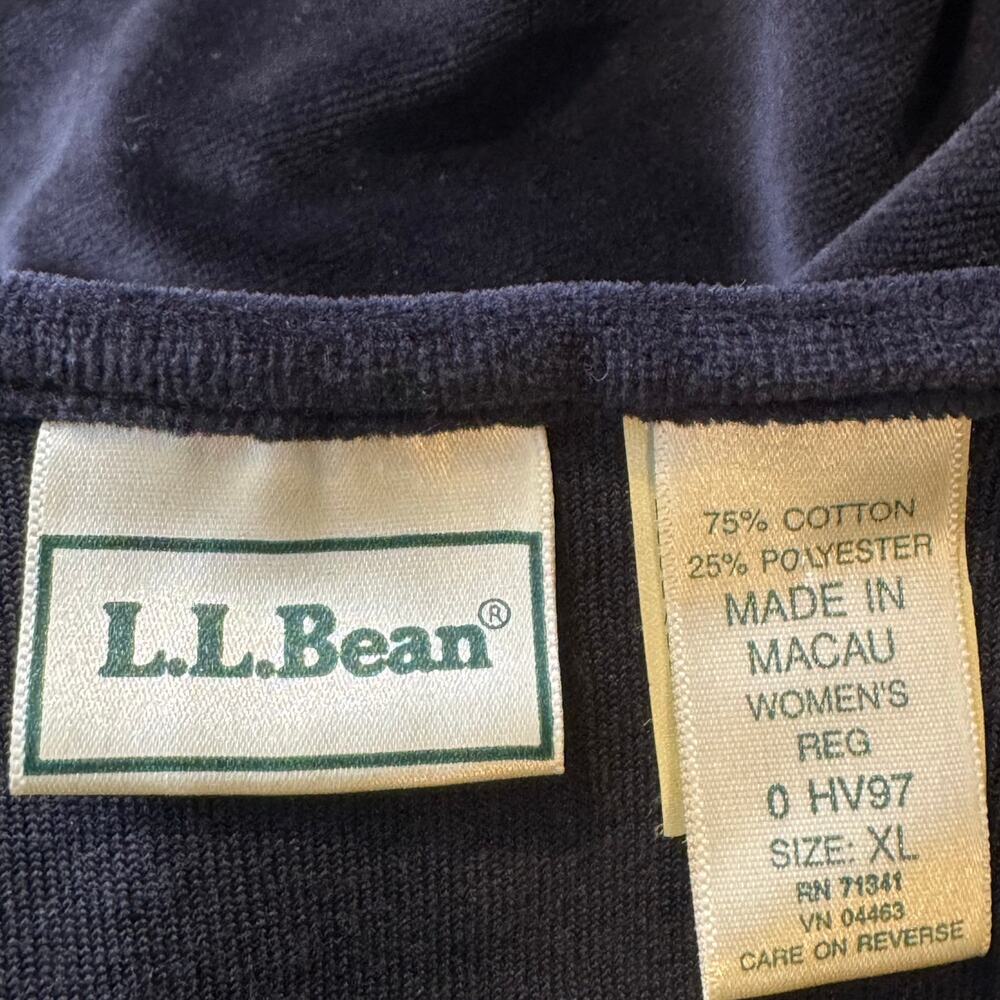 L.L.Bean®
75% COTTON
25% POLYESTER
MADE IN
MACAU
WOMEN'S
REG
0 HV97
SIZE: XL
RN 71341
VN 04463
CARE ON REVERSE